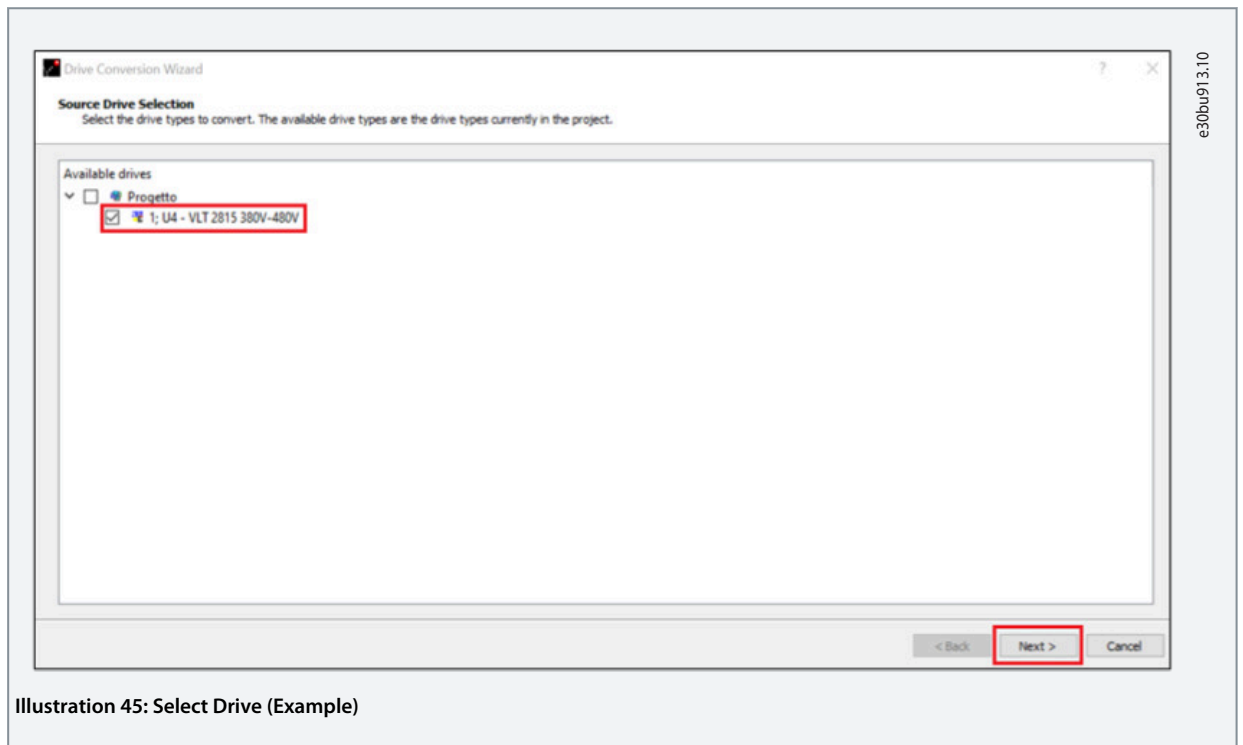 Drive Conversion Wizard
Source Drive Selection
Select the drive types to convert. The available drive types are the drive types currently in the project.
Available drives
Progetto
1; U4 - VLT 2815 380V-480V
< Back Next > Cancel
e30bu913.10
Illustration 45: Select Drive (Example)